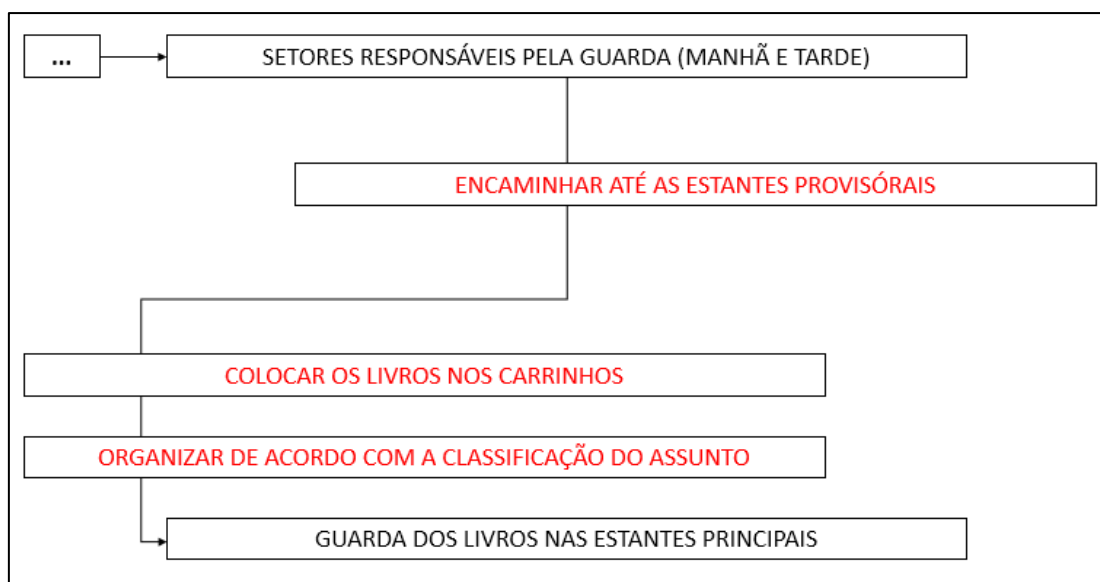 ...
SETORES RESPONSÁVEIS PELA GUARDA (MANHÃ E TARDE)
ENCAMINHAR ATÉ AS ESTANTES PROVISÓRAIS
COLOCAR OS LIVROS NOS CARRINHOS
ORGANIZAR DE ACORDO COM A CLASSIFICAÇÃO DO ASSUNTO
GUARDA DOS LIVROS NAS ESTANTES PRINCIPAIS